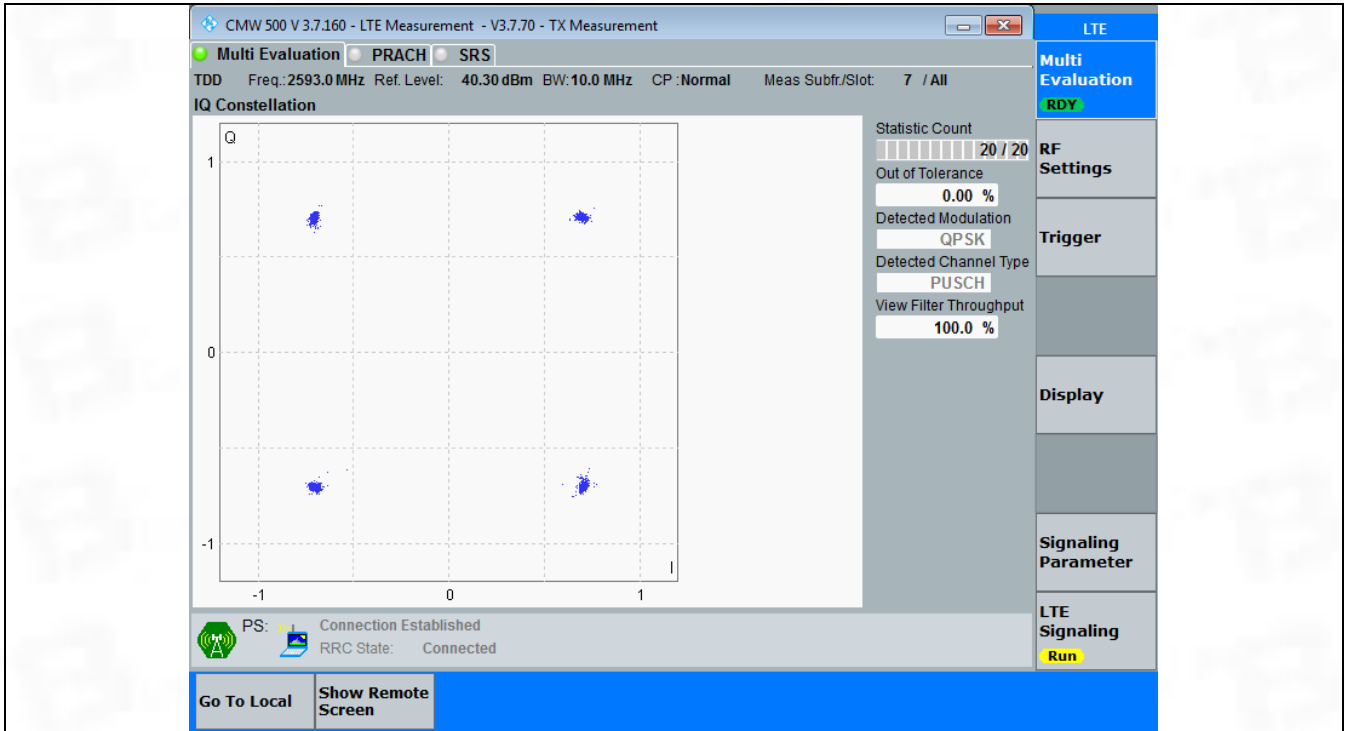 CMW 500 V 3.7.160 - LTE Measurement - V3.7.70 - TX Measurement
LTE
Multi Evaluation PRACH SRS
Multi
Evaluation
RDY
TDD Freq.: 2593.0 MHz Ref. Level: 40.30 dBm BW: 10.0 MHz CP : Normal Meas Subfr./Slot: 7 / All
IQ Constellation
Q
1
0
-1
-1 0 1
I
Statistic Count
20 / 20
Out of Tolerance
0.00 %
Detected Modulation
QPSK
Detected Channel Type
PUSCH
View Filter Throughput
100.0 %
RF
Settings
Trigger
Display
Signaling
Parameter
LTE
Signaling
Run
PS: Connection Established
RRC State: Connected
Go To Local
Show Remote
Screen